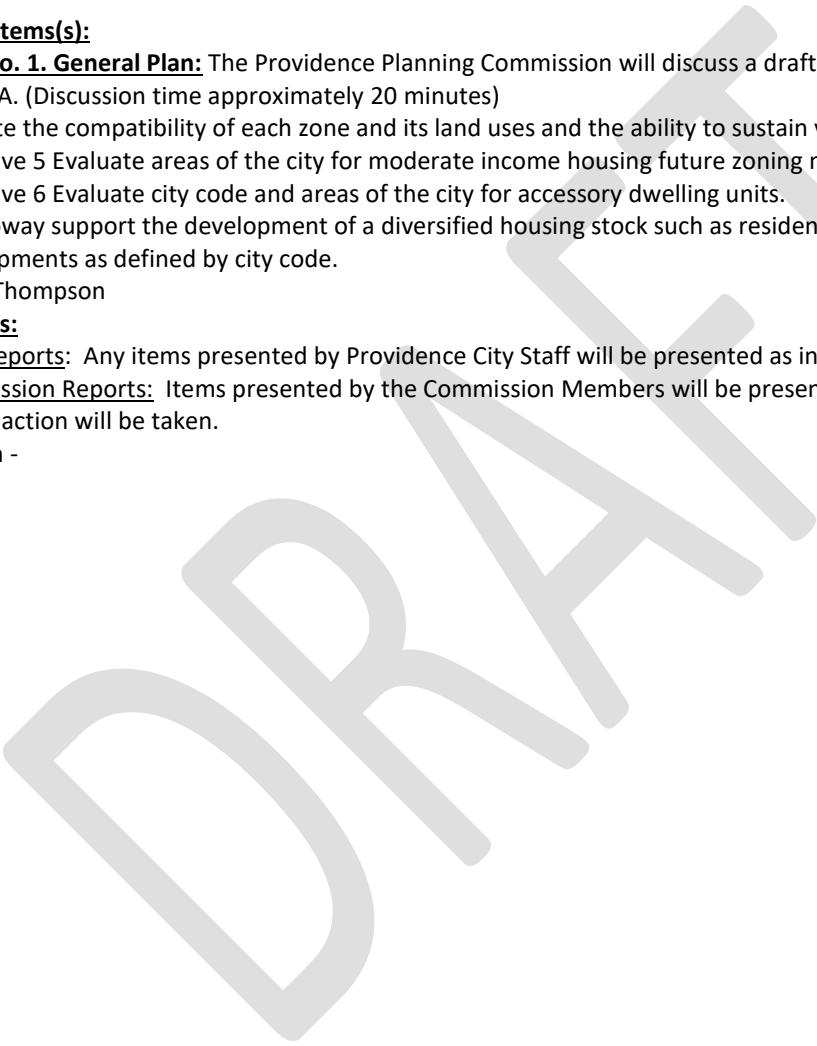 tems(s):
o. 1. General Plan: The Providence Planning Commission will discuss a draft
A. (Discussion time approximately 20 minutes)
te the compatibility of each zone and its land uses and the ability to sustain
ve 5 Evaluate areas of the city for moderate income housing future zoning
ve 6 Evaluate city code and areas of the city for accessory dwelling units.
way support the development of a diversified housing stock such as residen
pments as defined by city code.
Thompson
s:
eports: Any items presented by Providence City Staff will be presented as in
ssion Reports: Items presented by the Commission Members will be presen
action will be taken.
-
DRAFT